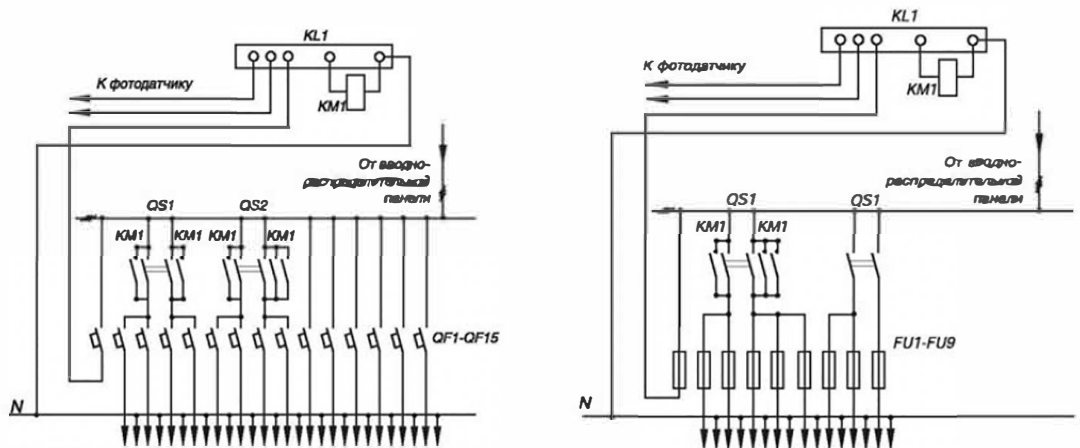 KL1
К фотодатчику
KM1
От вводно-
распределительной
панели
QS1
QS2
KM1
KM1
KM1
KM1
QF1-QF15
N
KL1
К фотодатчику
KM1
От вводно-
распределительной
панели
QS1
QS1
KM1
KM1
FU1-FU9
N